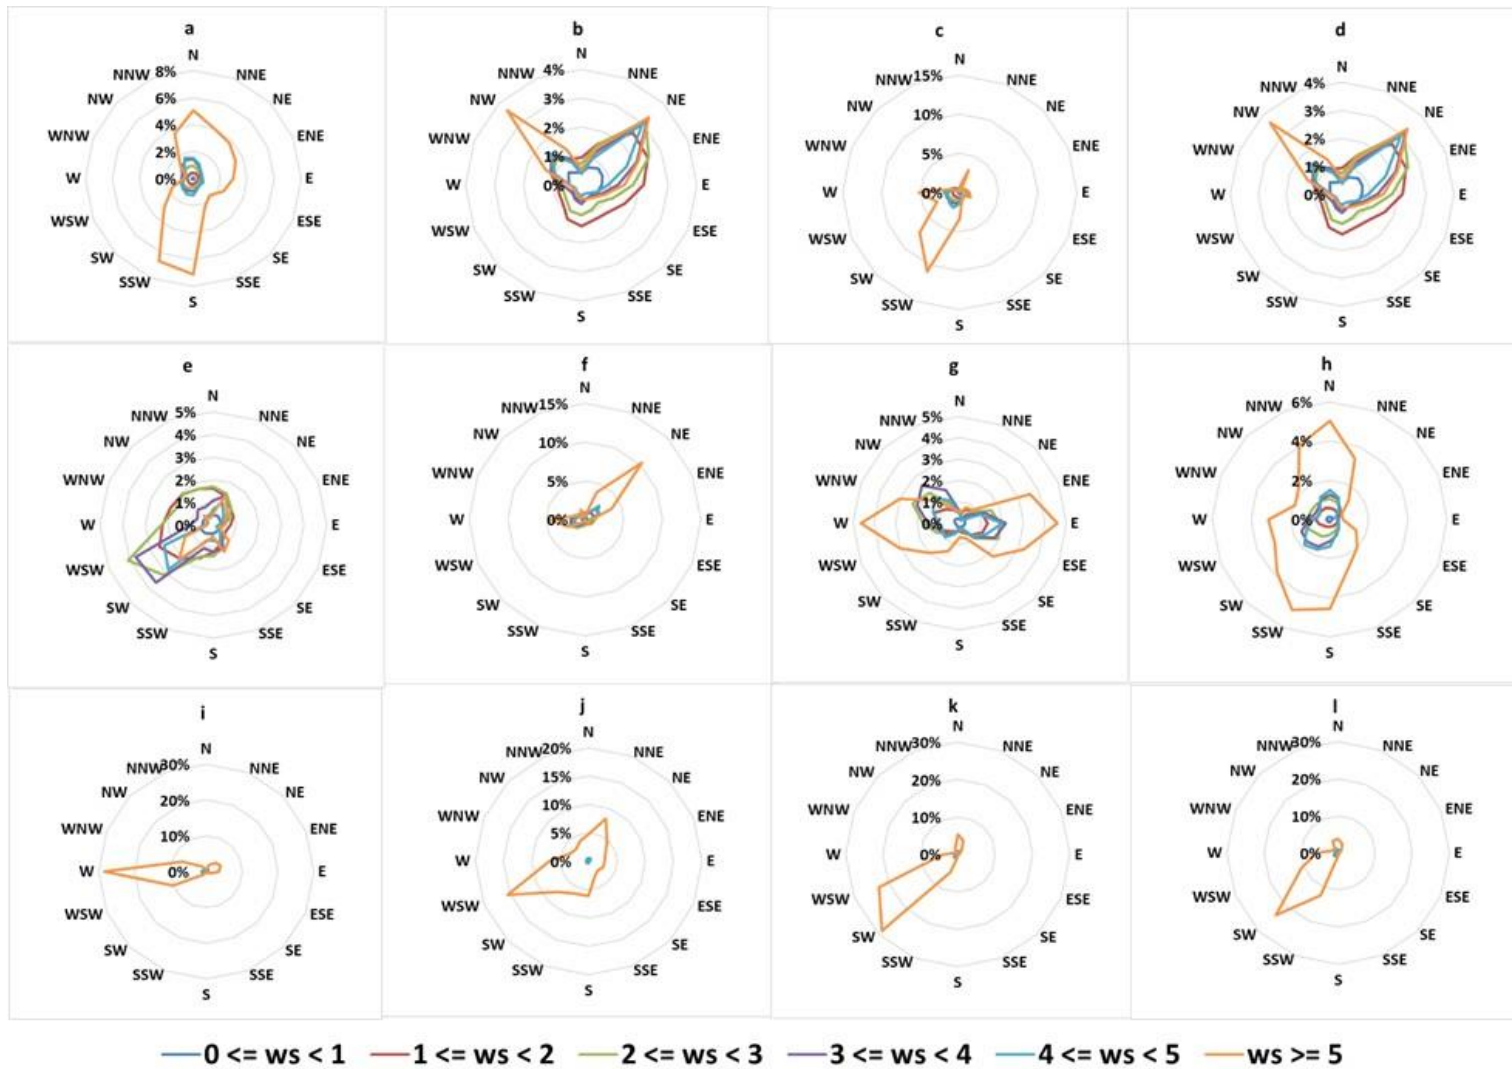 a
N
NNW 8% NNE
NW 6% NE
WNW 4% ENE
2%
W 0% E
WSW ESE
SW SE
SSW SSE
S
b
N
NNW 4% NNE
NW 3% NE
WNW 2% ENE
1%
W 0% E
WSW ESE
SW SE
SSW SSE
S
c
N
NNW 15% NNE
NW 10% NE
WNW 5% ENE
W 0% E
WSW ESE
SW SE
SSW SSE
S
d
N
NNW 4% NNE
NW 3% NE
WNW 2% ENE
1%
W 0% E
WSW ESE
SW SE
SSW SSE
S
e
N
NNW 5% NNE
NW 4% NE
3%
WNW 2% ENE
1%
W 0% E
WSW ESE
SW SE
SSW SSE
S
f
N
NNW 15% NNE
NW 10% NE
WNW 5% ENE
W 0% E
WSW ESE
SW SE
SSW SSE
S
g
N
NNW 5% NNE
NW 4% NE
3%
WNW 2% ENE
1%
W 0% E
WSW ESE
SW SE
SSW SSE
S
h
N
NNW 6% NNE
NW 4% NE
WNW 2% ENE
W 0% E
WSW ESE
SW SE
SSW SSE
S
i
N
NNW 30% NNE
NW 20% NE
WNW 10% ENE
W 0% E
WSW ESE
SW SE
SSW SSE
S
j
N
NNW 20% NNE
NW 15% NE
WNW 10% ENE
5%
W 0% E
WSW ESE
SW SE
SSW SSE
S
k
N
NNW 30% NNE
NW 20% NE
WNW 10% ENE
W 0% E
WSW ESE
SW SE
SSW SSE
S
l
N
NNW 30% NNE
NW 20% NE
WNW 10% ENE
W 0% E
WSW ESE
SW SE
SSW SSE
S
0 <= ws < 1 1 <= ws < 2 2 <= ws < 3 3 <= ws < 4 4 <= ws < 5 ws >= 5